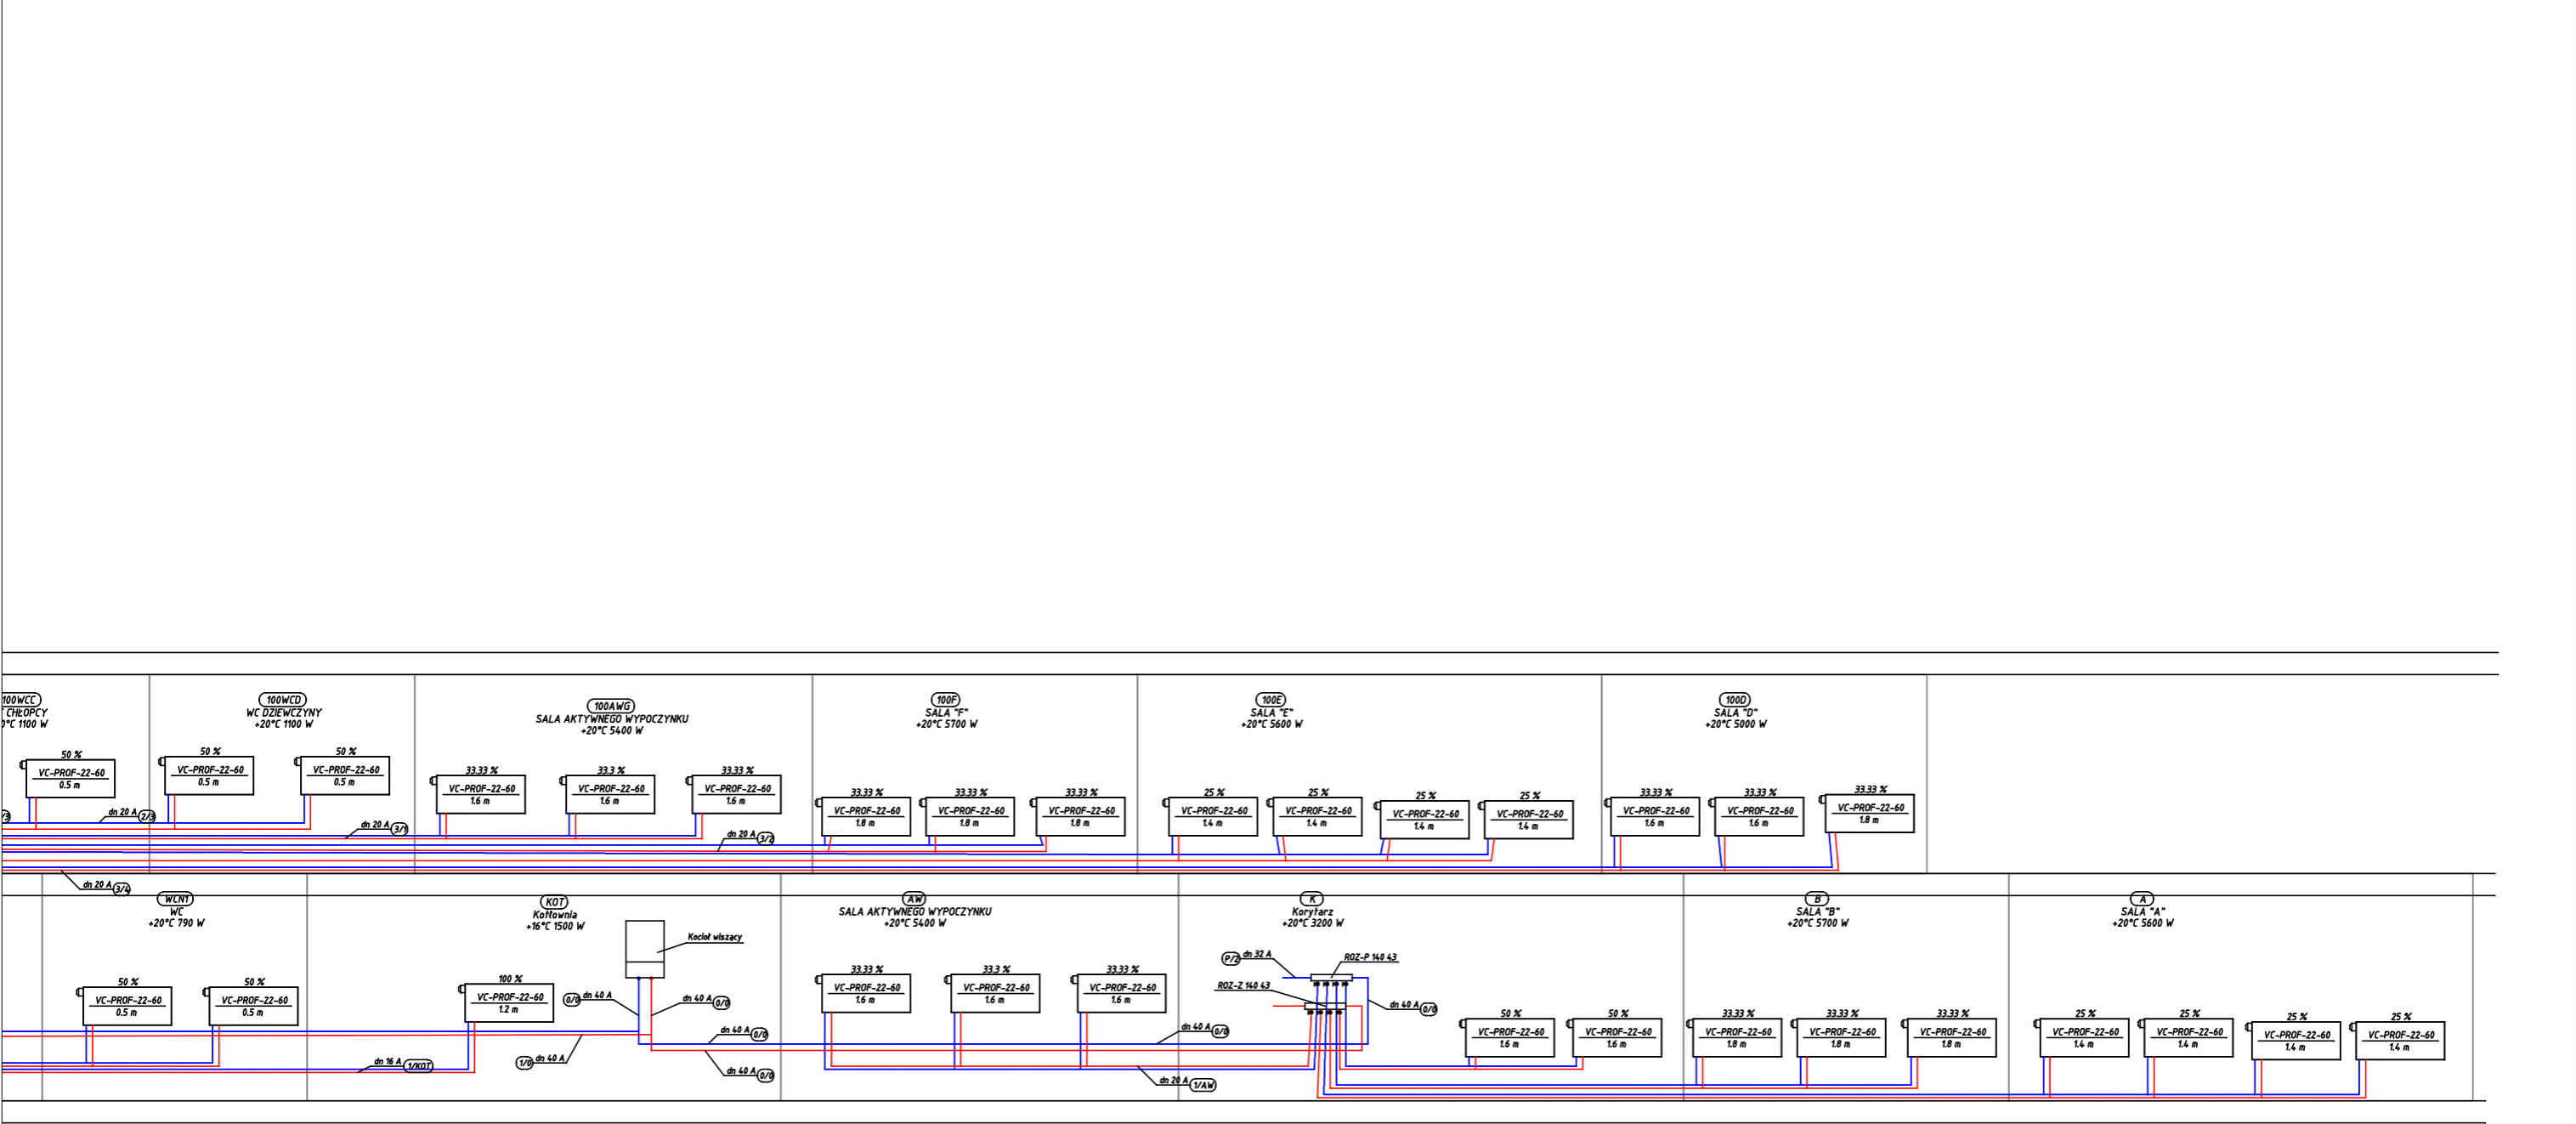 100WCC
CHŁOPCY
°C 1100 W
50 %
VC-PROF-22-60
0.5 m
dn 20 A 2/3
100WCD
WC DZIEWCZYNY
+20°C 1100 W
50 %
VC-PROF-22-60
0.5 m
50 %
VC-PROF-22-60
0.5 m
dn 20 A 3/1
100AWG
SALA AKTYWNEGO WYPOCZYNKU
+20°C 5400 W
33.33 %
VC-PROF-22-60
1.6 m
33.3 %
VC-PROF-22-60
1.6 m
33.33 %
VC-PROF-22-60
1.6 m
dn 20 A 3/2
100F
SALA "F"
+20°C 5700 W
33.33 %
VC-PROF-22-60
1.8 m
33.33 %
VC-PROF-22-60
1.8 m
33.33 %
VC-PROF-22-60
1.8 m
100E
SALA "E"
+20°C 5600 W
25 %
VC-PROF-22-60
1.4 m
25 %
VC-PROF-22-60
1.4 m
25 %
VC-PROF-22-60
1.4 m
25 %
VC-PROF-22-60
1.4 m
100D
SALA "D"
+20°C 5000 W
33.33 %
VC-PROF-22-60
1.6 m
33.33 %
VC-PROF-22-60
1.6 m
33.33 %
VC-PROF-22-60
1.8 m
dn 20 A 3/4
WCN1
WC
+20°C 790 W
50 %
VC-PROF-22-60
0.5 m
50 %
VC-PROF-22-60
0.5 m
KOT
Kotłownia
+16°C 1500 W
100 %
VC-PROF-22-60
1.2 m
Kocioł wiszący
0/0 dn 40 A
dn 40 A 0/0
dn 40 A 0/0
1/0 dn 40 A
dn 16 A 1/KOT
dn 40 A 0/0
AW
SALA AKTYWNEGO WYPOCZYNKU
+20°C 5400 W
33.33 %
VC-PROF-22-60
1.6 m
33.3 %
VC-PROF-22-60
1.6 m
33.33 %
VC-PROF-22-60
1.6 m
dn 40 A 0/0
dn 20 A 1/AW
K
Korytarz
+20°C 3200 W
P/2 dn 32 A
ROZ-P 140 43
ROZ-Z 140 43
dn 40 A 0/0
50 %
VC-PROF-22-60
1.6 m
50 %
VC-PROF-22-60
1.6 m
B
SALA "B"
+20°C 5700 W
33.33 %
VC-PROF-22-60
1.8 m
33.33 %
VC-PROF-22-60
1.8 m
33.33 %
VC-PROF-22-60
1.8 m
A
SALA "A"
+20°C 5600 W
25 %
VC-PROF-22-60
1.4 m
25 %
VC-PROF-22-60
1.4 m
25 %
VC-PROF-22-60
1.4 m
25 %
VC-PROF-22-60
1.4 m